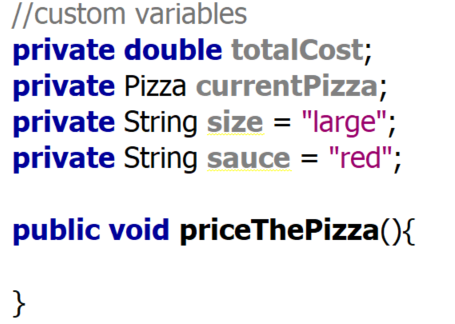 //custom variables
private double totalCost;
private Pizza currentPizza;
private String size = "large";
private String sauce = "red";
public void priceThePizza(){
}